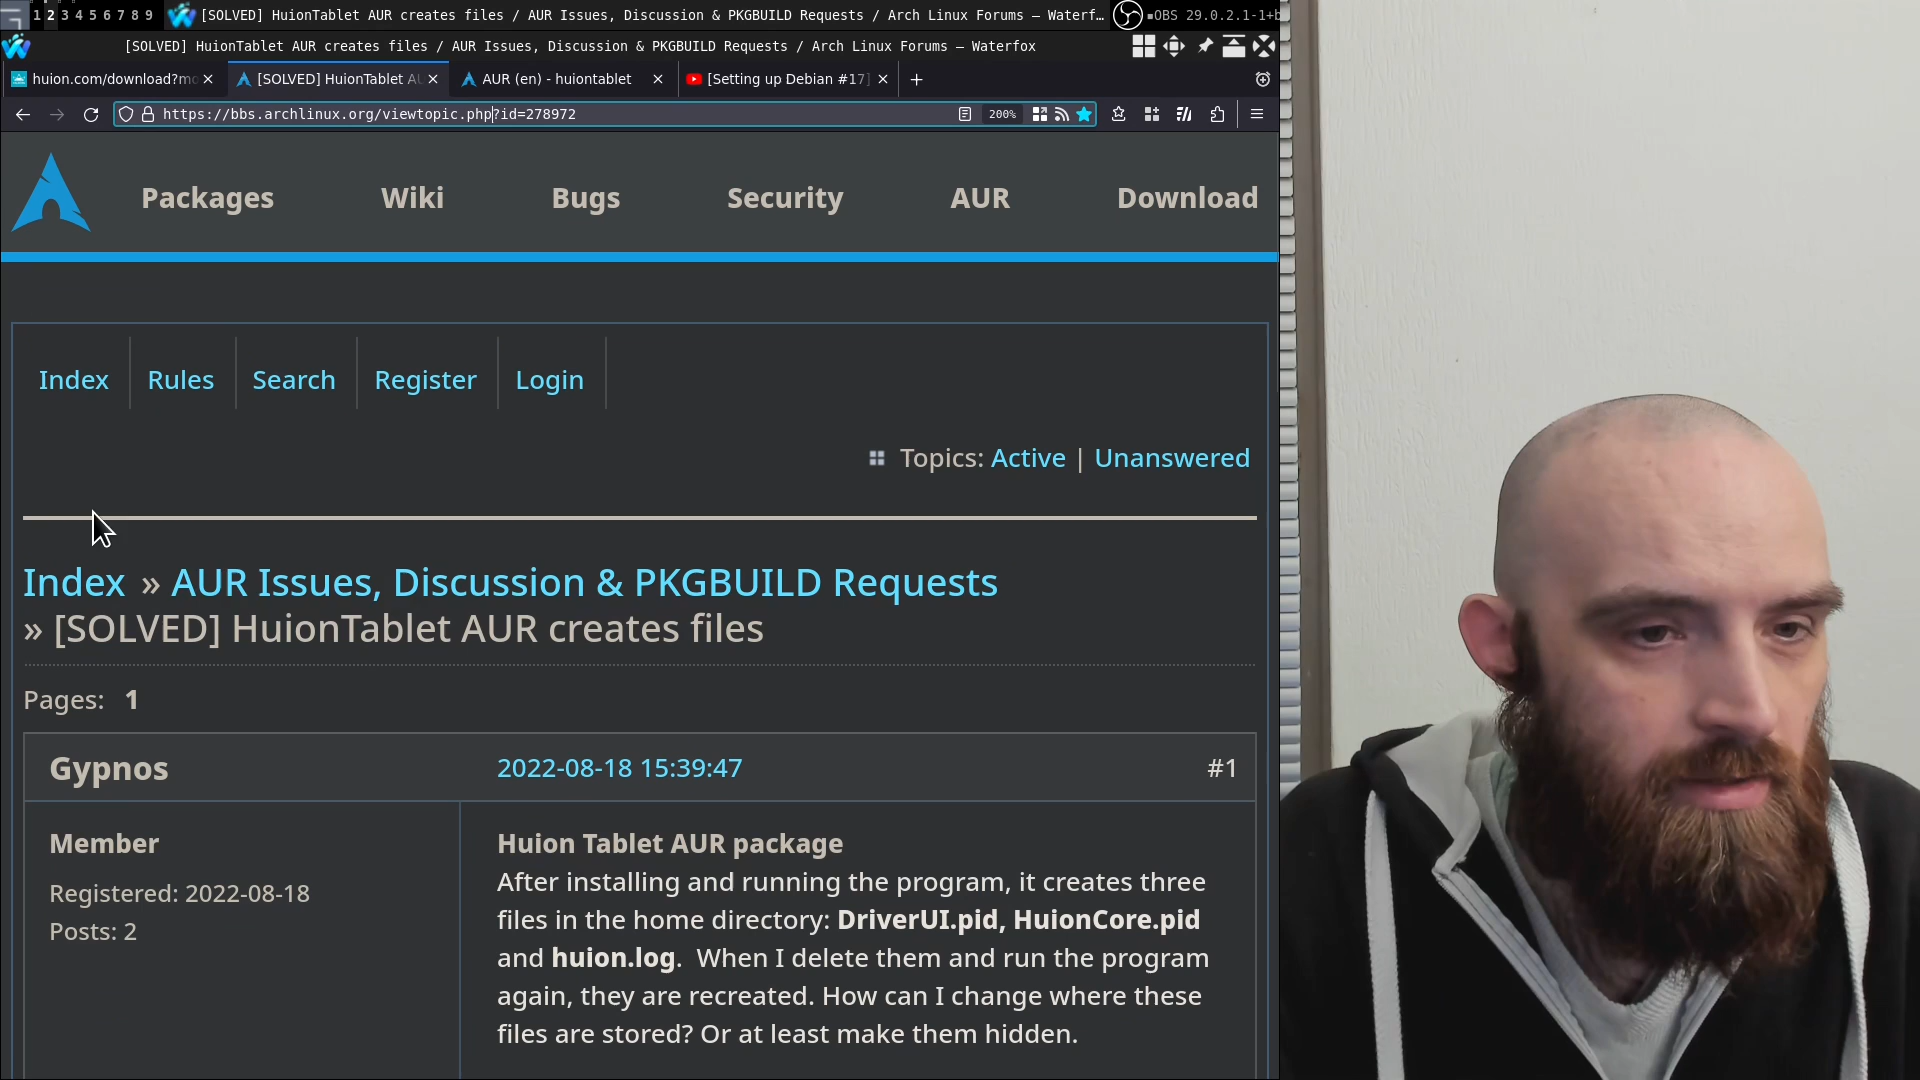 1 2 3 4 5 6 7 8 9 [SOLVED] HuionTablet AUR creates files / AUR Issues, Discussion & PKGBUILD Requests / Arch Linux Forums — Waterf… OBS 29.0.2.1-1+b
[SOLVED] HuionTablet AUR creates files / AUR Issues, Discussion & PKGBUILD Requests / Arch Linux Forums — Waterfox
huion.com/download?mo [SOLVED] HuionTablet AU AUR (en) - huiontablet [Setting up Debian #17]
https://bbs.archlinux.org/viewtopic.php?id=278972 200%
Packages Wiki Bugs Security AUR Download
Index Rules Search Register Login
Topics: Active | Unanswered
Index » AUR Issues, Discussion & PKGBUILD Requests
» [SOLVED] HuionTablet AUR creates files
Pages: 1
Gypnos 2022-08-18 15:39:47 #1
Member
Registered: 2022-08-18
Posts: 2
Huion Tablet AUR package
After installing and running the program, it creates three
files in the home directory: DriverUI.pid, HuionCore.pid
and huion.log. When I delete them and run the program
again, they are recreated. How can I change where these
files are stored? Or at least make them hidden.